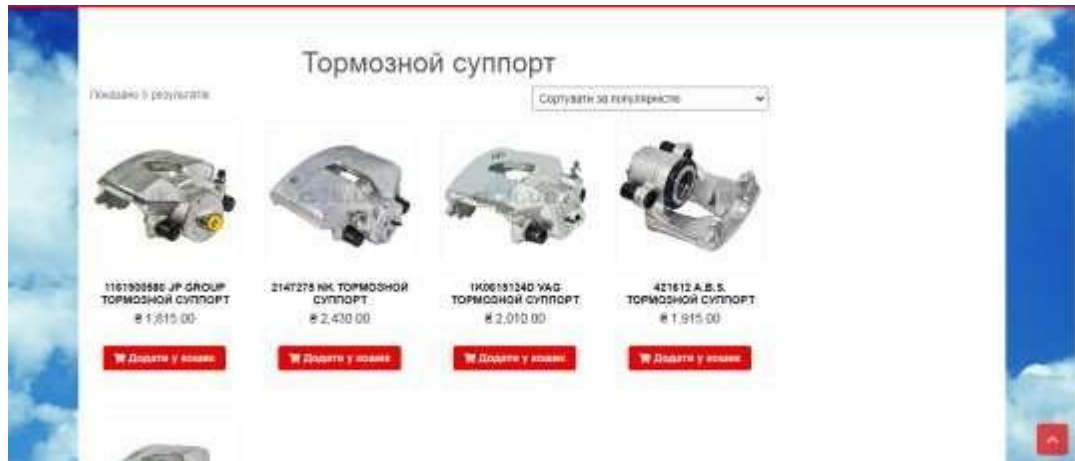 Тормозной суппорт
Показано 5 результатів
Сортувати за популярністю
1161900580 JP GROUP
ТОРМОЗНОЙ СУППОРТ
₴ 1,615.00
Додати у кошик
2147275 NK ТОРМОЗНОЙ
СУППОРТ
₴ 2,430.00
Додати у кошик
1K0615124D VAG
ТОРМОЗНОЙ СУППОРТ
₴ 2,010.00
Додати у кошик
421612 A.B.S.
ТОРМОЗНОЙ СУППОРТ
₴ 1,915.00
Додати у кошик